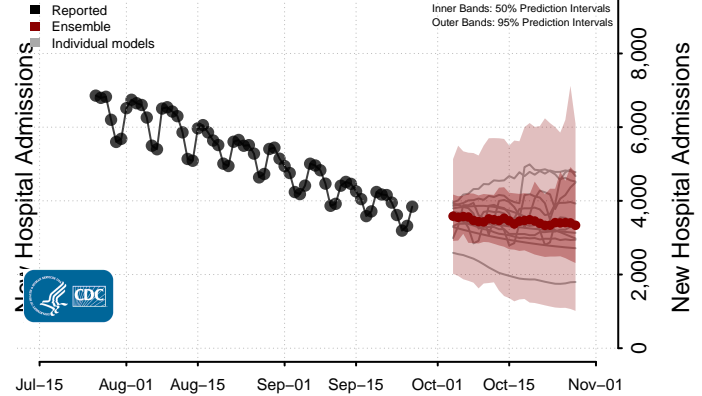 Reported
Ensemble
Individual models
Inner Bands: 50% Prediction Intervals
Outer Bands: 95% Prediction Intervals
New Hospital Admissions
8,000
6,000
4,000
2,000
0
New Hospital Admissions
CDC
Jul–15
Aug–01
Aug–15
Sep–01
Sep–15
Oct–01
Oct–15
Nov–01